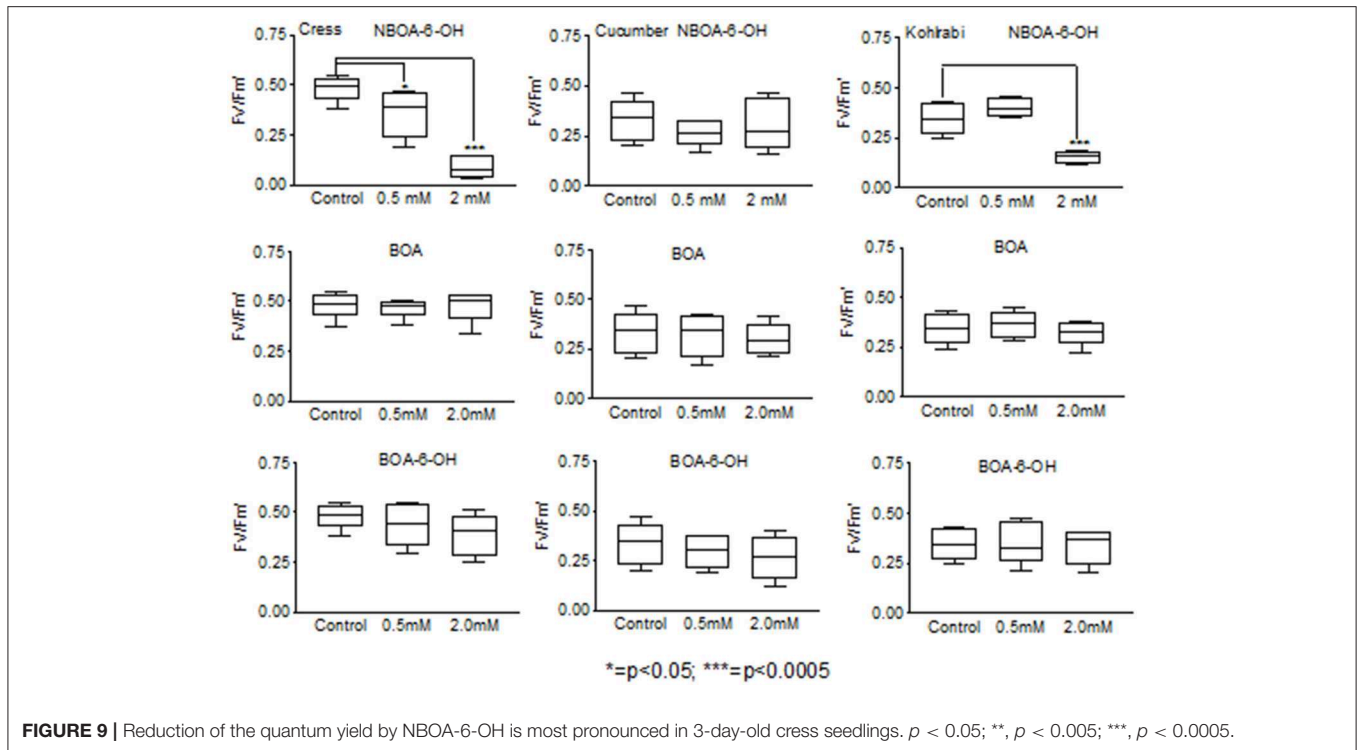 Cress NBOA-6-OH
Fv/Fm'
0.75
0.50
0.25
0.00
Control 0.5 mM 2 mM
*
***
Cucumber NBOA-6-OH
Fv/Fm'
0.75
0.50
0.25
0.00
Control 0.5 mM 2 mM
Kohlrabi NBOA-6-OH
Fv/Fm'
0.75
0.50
0.25
0.00
Control 0.5 mM 2 mM
***
BOA
Fv/Fm'
0.75
0.50
0.25
0.00
Control 0.5mM 2.0mM
BOA
Fv/Fm'
0.75
0.50
0.25
0.00
Control 0.5mM 2.0mM
BOA
Fv/Fm'
0.75
0.50
0.25
0.00
Control 0.5mM 2.0mM
BOA-6-OH
Fv/Fm'
0.75
0.50
0.25
0.00
Control 0.5mM 2.0mM
BOA-6-OH
Fv/Fm'
0.75
0.50
0.25
0.00
Control 0.5mM 2.0mM
BOA-6-OH
Fv/Fm'
0.75
0.50
0.25
0.00
Control 0.5mM 2.0mM
*=p<0.05; ***=p<0.0005
FIGURE 9 | Reduction of the quantum yield by NBOA-6-OH is most pronounced in 3-day-old cress seedlings. p < 0.05; **, p < 0.005; ***, p < 0.0005.